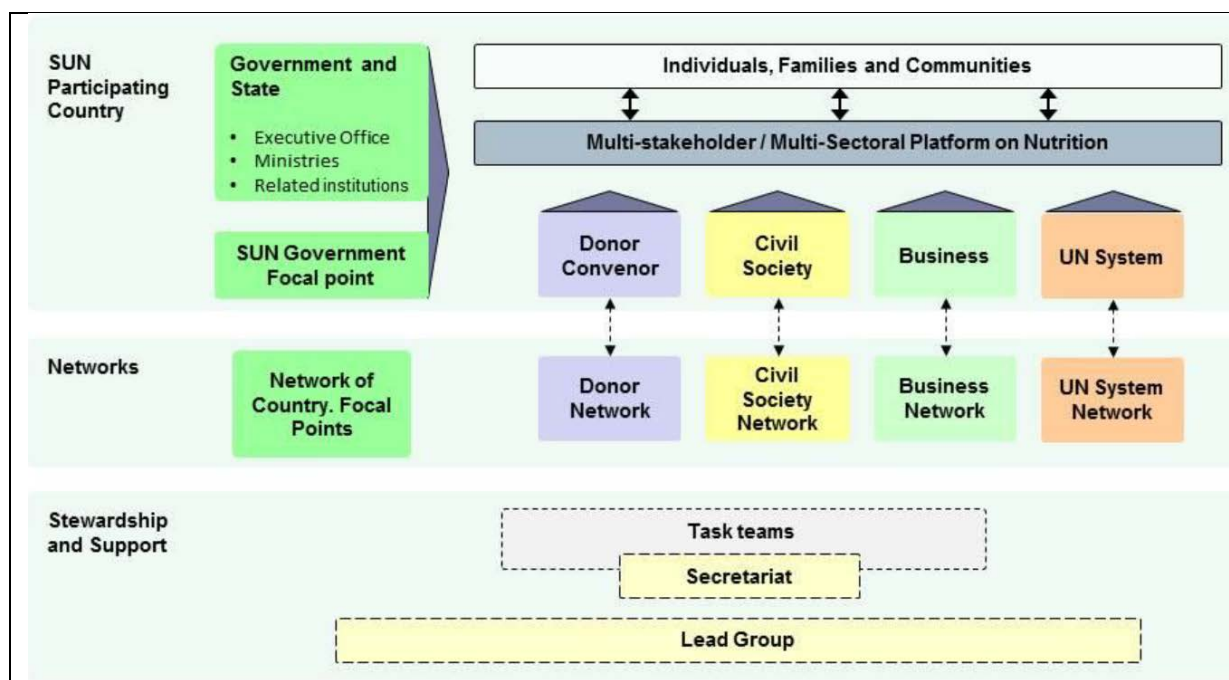 SUN
Participating
Country
Government and
State
• Executive Office
• Ministries
• Related institutions
SUN Government
Focal point
Individuals, Families and Communities
Multi-stakeholder / Multi-Sectoral Platform on Nutrition
Donor
Convenor
Civil
Society
Business
UN System
Networks
Network of
Country. Focal
Points
Donor
Network
Civil
Society
Network
Business
Network
UN System
Network
Stewardship
and Support
Task teams
Secretariat
Lead Group